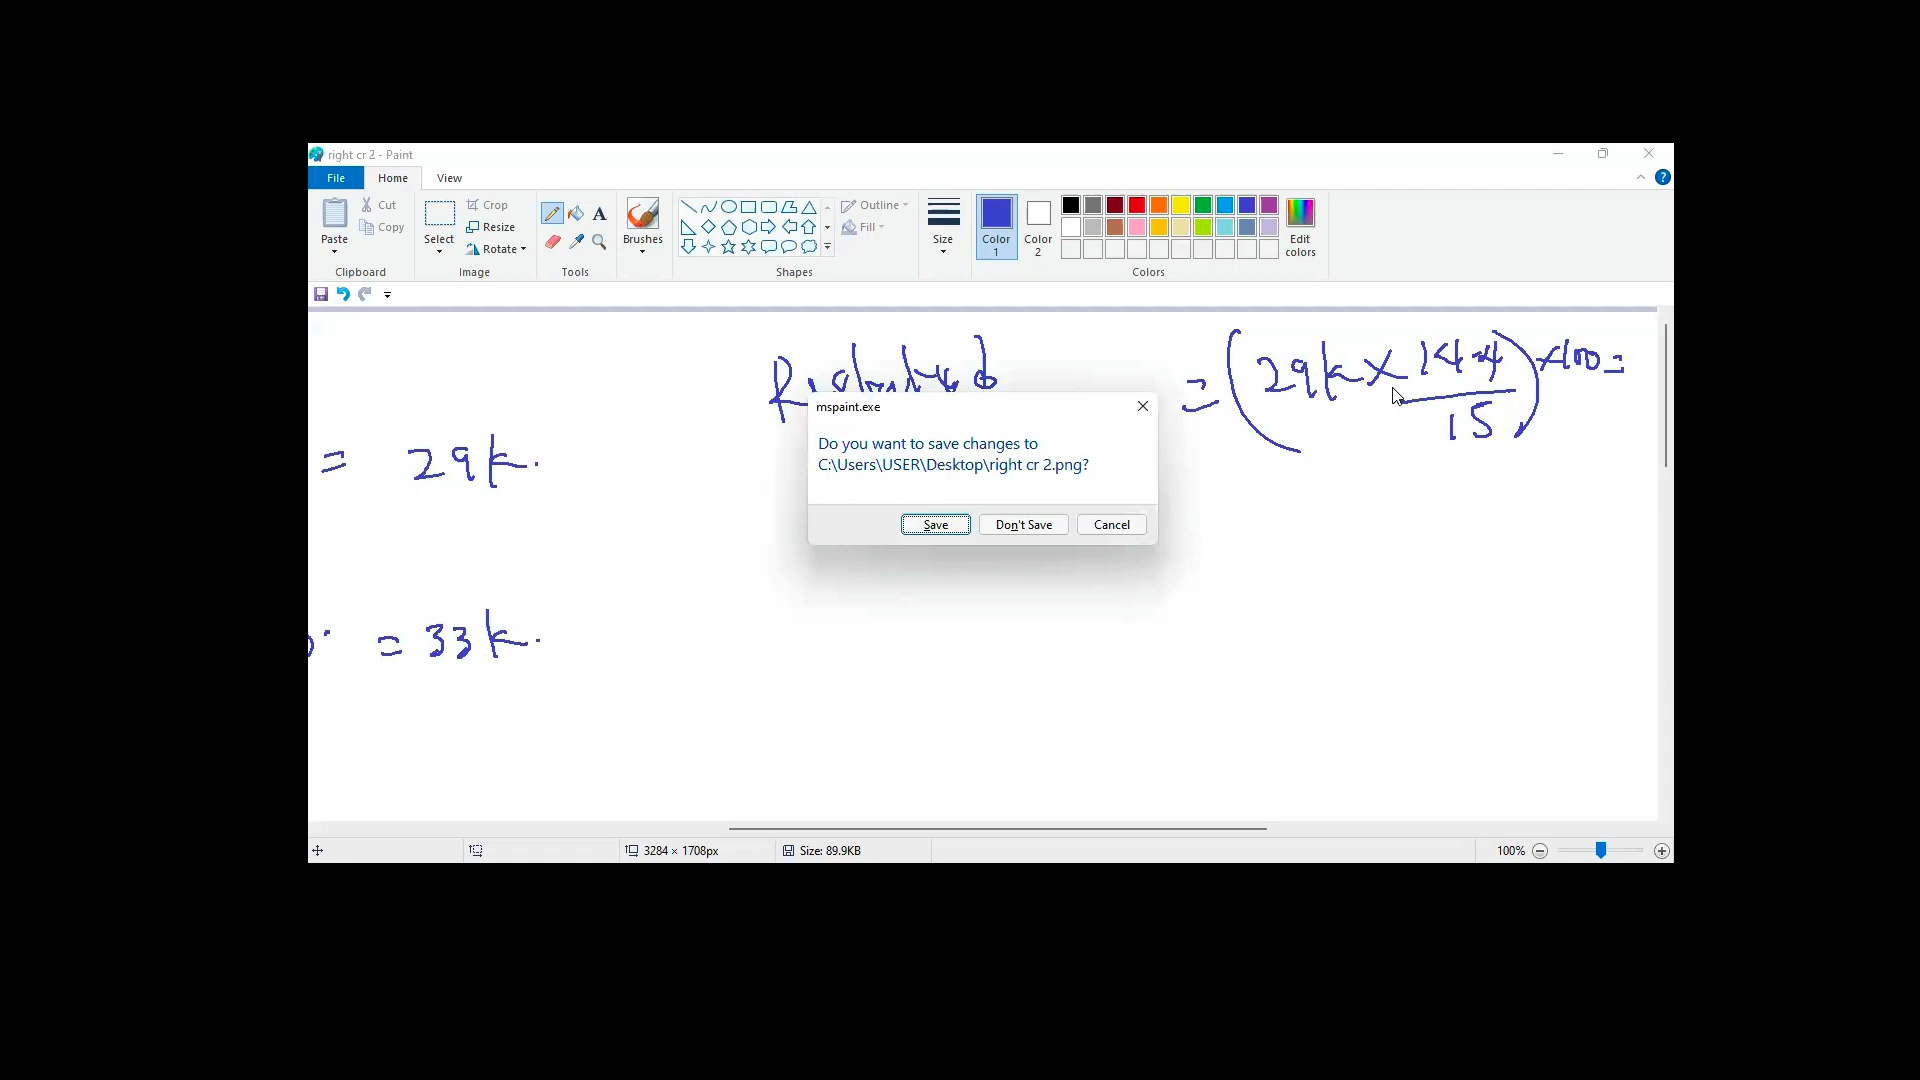 right cr 2 - Paint
File Home View
Paste Cut Copy Clipboard
Select Crop Resize Rotate Image
Tools
Brushes
Outline Fill Shapes
Size
Color 1 Color 2 Edit colors Colors
= ( 29k × 144 / 15 ) × 100 =
= 29k.
= 33k.
mspaint.exe
Do you want to save changes to
C:\Users\USER\Desktop\right cr 2.png?
Save Don't Save Cancel
3284 × 1708px Size: 89.9KB 100%